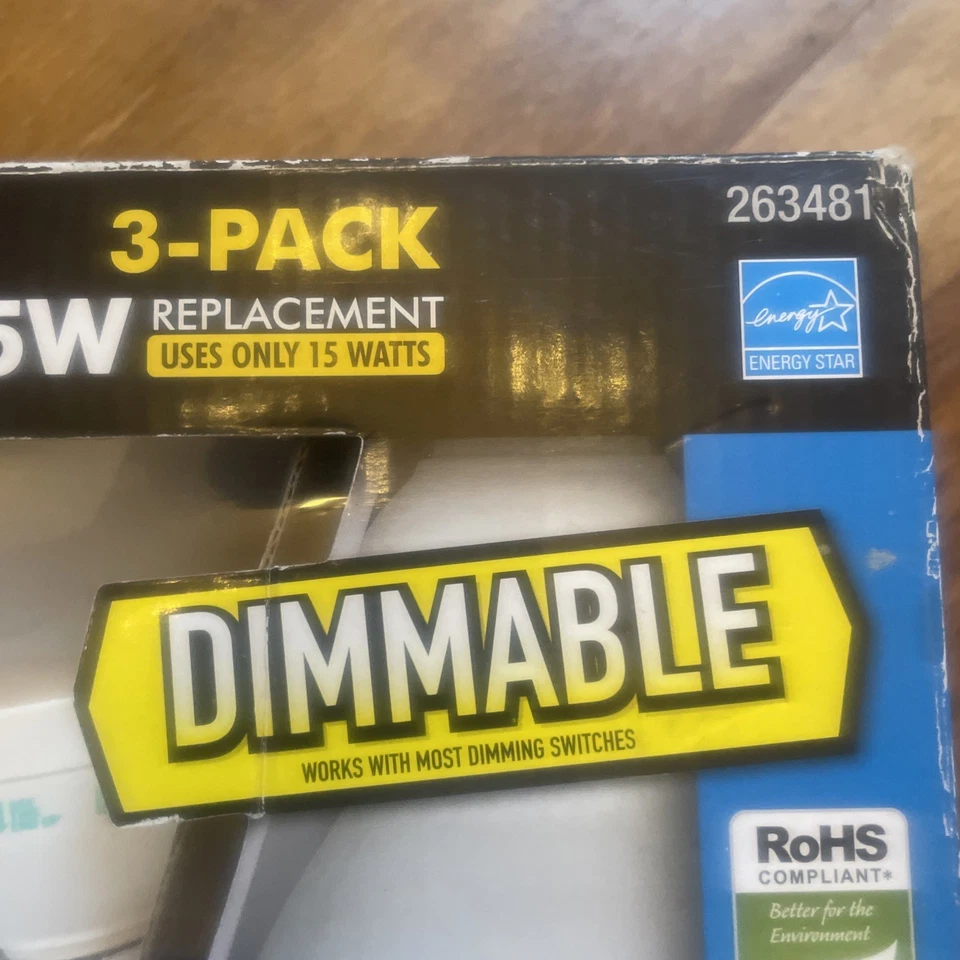 263481
3-PACK
5W REPLACEMENT
USES ONLY 15 WATTS
energy
ENERGY STAR
DIMMABLE
WORKS WITH MOST DIMMING SWITCHES
RoHS
COMPLIANT*
Better for the
Environment